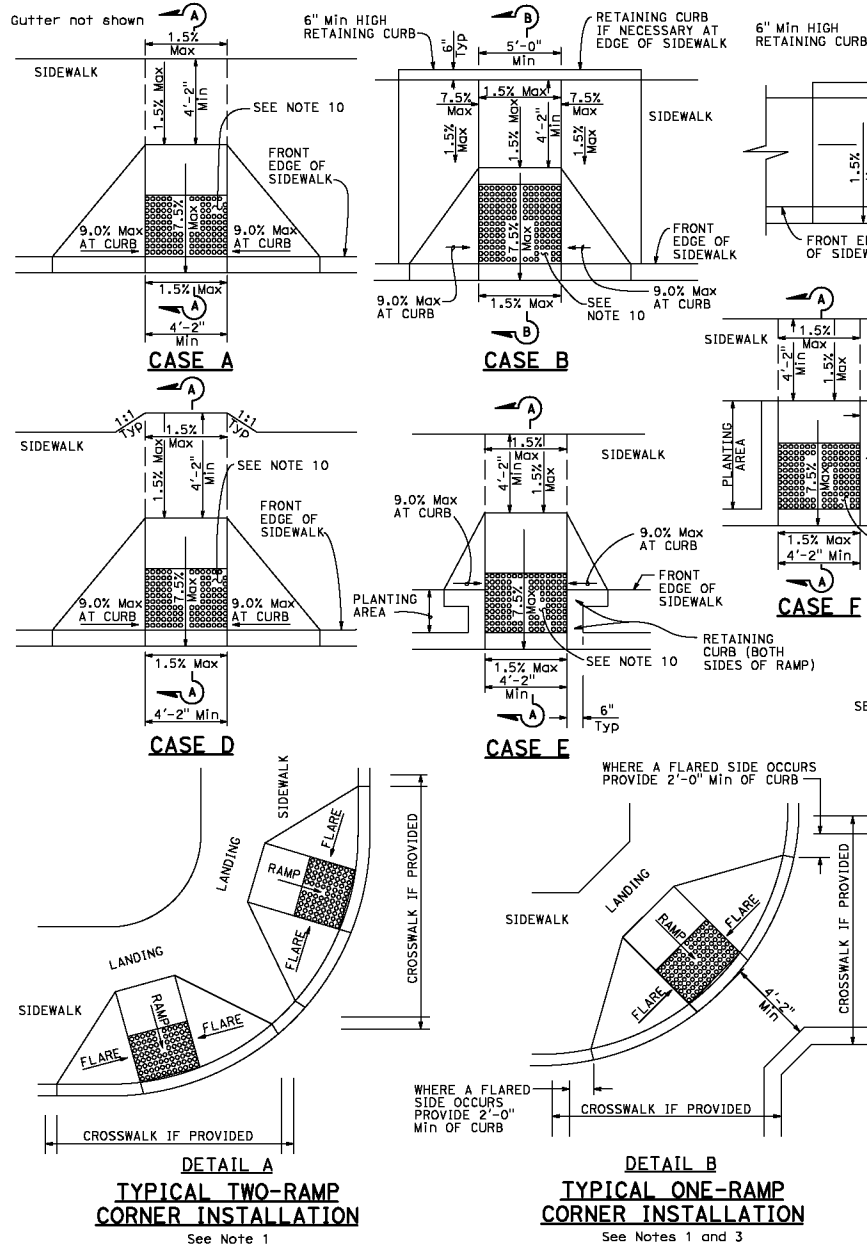 Gutter not shown
A
1.5%
Max
SIDEWALK
1.5% Max
4'-2"
Min
SEE NOTE 10
FRONT
EDGE OF
SIDEWALK
9.0% Max
AT CURB
7.5%
Max
9.0% Max
AT CURB
1.5% Max
A
4'-2"
Min
CASE A
6" Min HIGH
RETAINING CURB
6"
Typ
B
5'-0"
Min
RETAINING CURB
IF NECESSARY AT
EDGE OF SIDEWALK
7.5%
Max
1.5% Max
7.5%
Max
SIDEWALK
1.5%
Max
1.5% Max
4'-2"
Min
1.5%
Max
7.5%
Max
FRONT
EDGE OF
SIDEWALK
9.0% Max
AT CURB
1.5% Max
SEE
NOTE 10
9.0% Max
AT CURB
B
CASE B
6" Min HIGH
RETAINING CURB
1.5%
FRONT
OF
A
1.5%
Max
SIDEWALK
4'-2"
Min
1.5%
Max
PLANTING
AREA
7.5%
Max
1.5% Max
4'-2" Min
A
CASE F
A
1:1
Typ
1:1
Typ
1.5%
Max
SIDEWALK
1.5% Max
4'-2"
Min
SEE NOTE 10
FRONT
EDGE OF
SIDEWALK
9.0% Max
AT CURB
7.5%
Max
9.0% Max
AT CURB
1.5% Max
A
4'-2" Min
CASE D
A
1.5%
Max
SIDEWALK
4'-2"
Min
1.5%
Max
9.0% Max
AT CURB
9.0% Max
AT CURB
PLANTING
AREA
7.5%
Max
FRONT
EDGE OF
SIDEWALK
RETAINING
CURB (BOTH
SIDES OF RAMP)
SEE NOTE 10
1.5% Max
4'-2"
Min
A
6"
Typ
CASE E
SIDEWALK
LANDING
FLARE
RAMP
FLARE
CROSSWALK IF PROVIDED
LANDING
SIDEWALK
RAMP
FLARE
FLARE
CROSSWALK IF PROVIDED
DETAIL A
TYPICAL TWO-RAMP
CORNER INSTALLATION
See Note 1
WHERE A FLARED SIDE OCCURS
PROVIDE 2'-0" Min OF CURB
LANDING
SIDEWALK
RAMP
FLARE
FLARE
4'-2"
Min
CROSSWALK IF PROVIDED
WHERE A FLARED
SIDE OCCURS
PROVIDE 2'-0"
Min OF CURB
CROSSWALK IF PROVIDED
DETAIL B
TYPICAL ONE-RAMP
CORNER INSTALLATION
See Notes 1 and 3